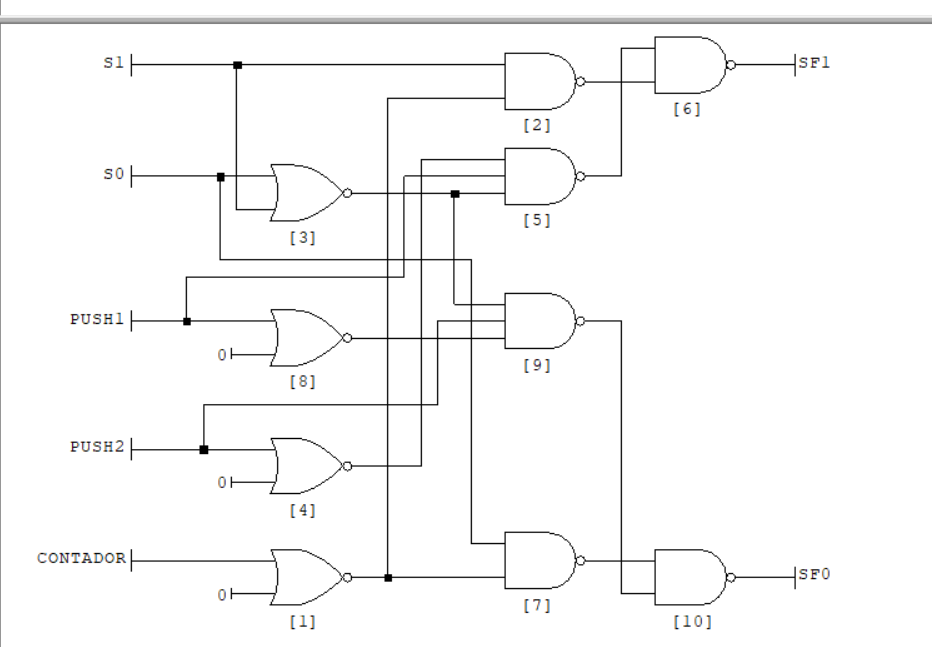 S1
SF1
[2]
[6]
S0
[3]
[5]
PUSH1
0
[8]
[9]
PUSH2
0
[4]
CONTADOR
SF0
0
[1]
[7]
[10]